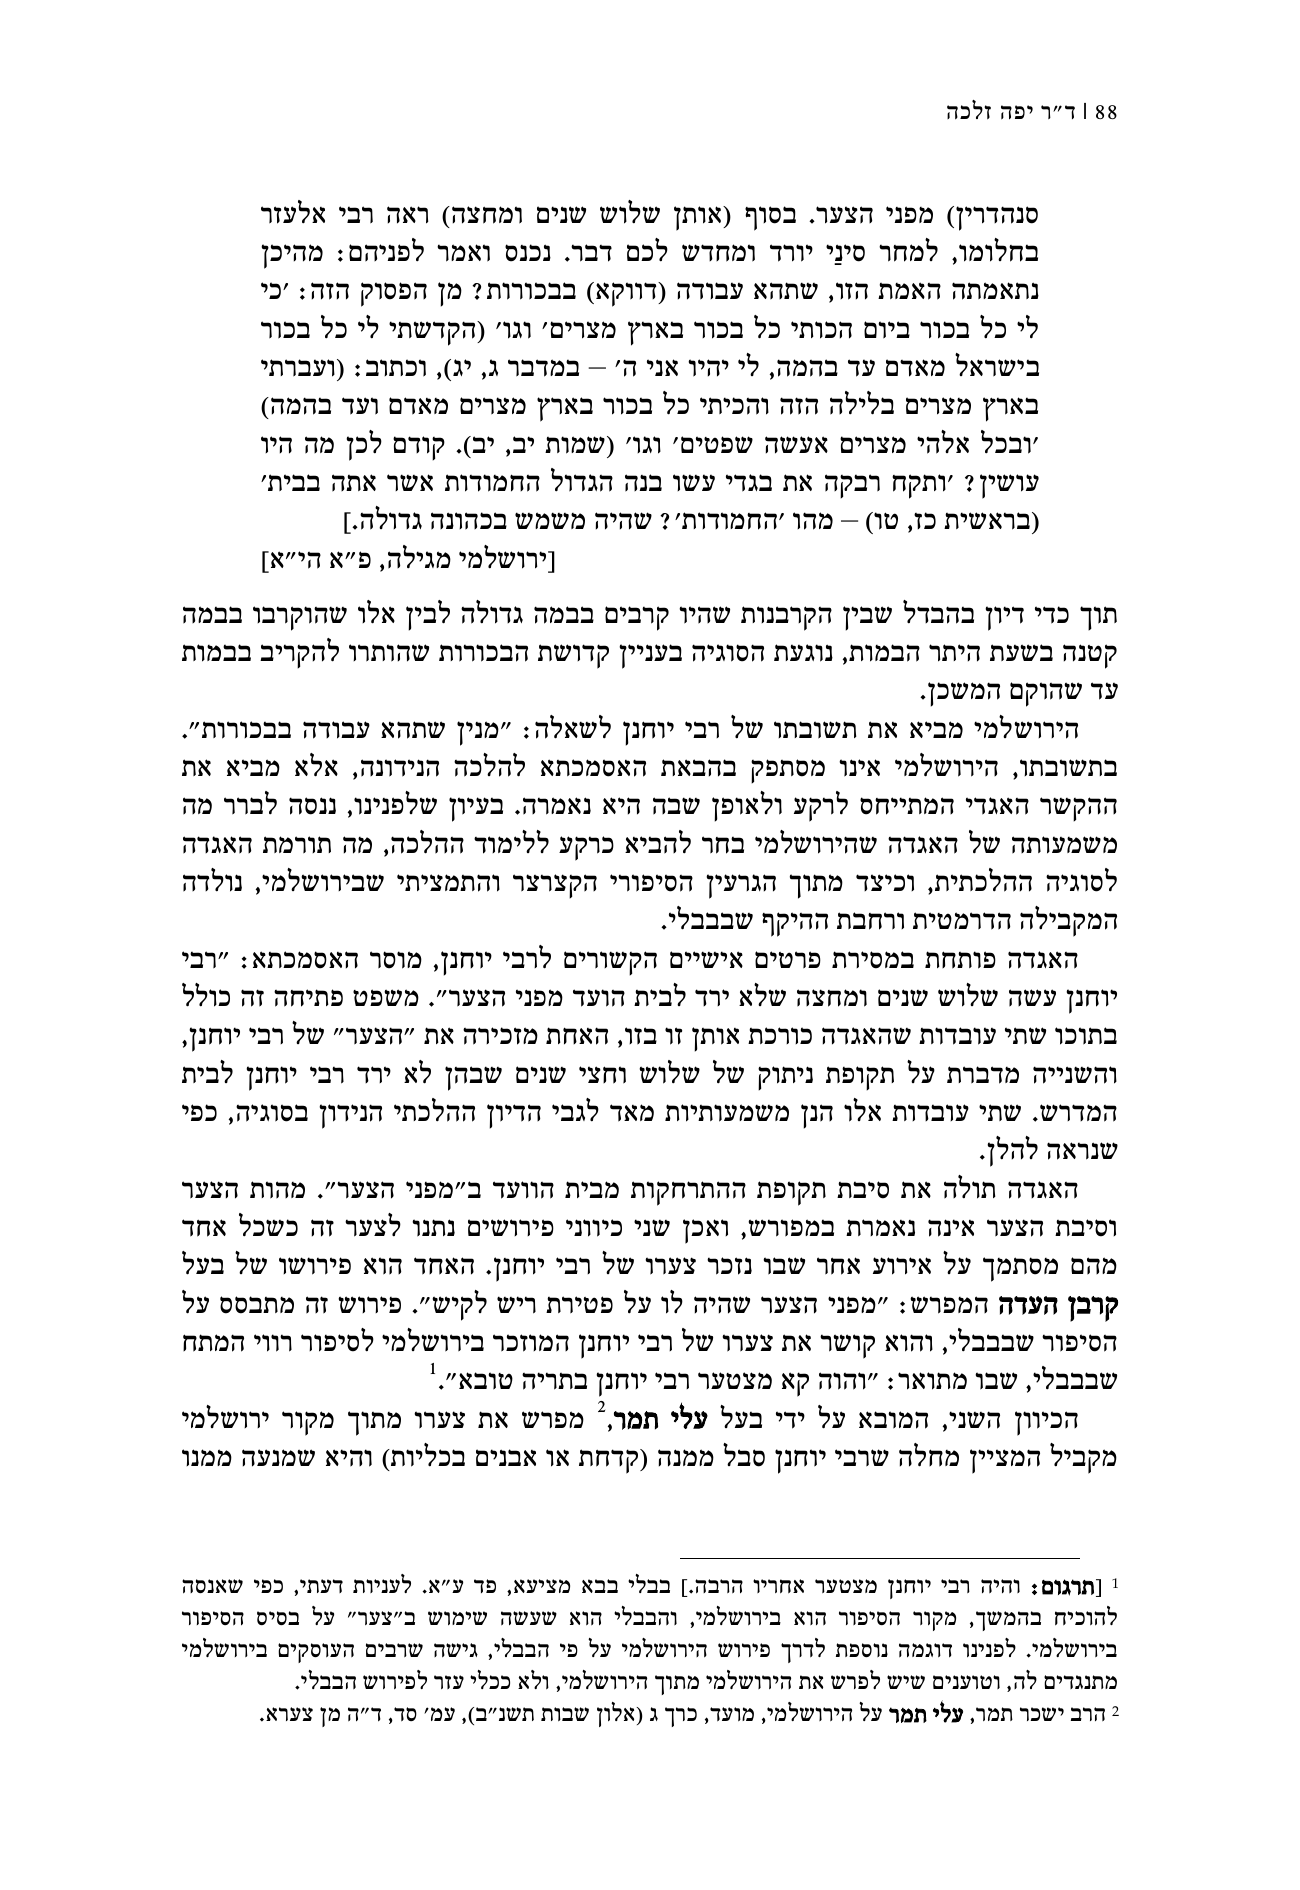 88 | ד״ר יפה זלכה
סנהדרין) מפני הצער. בסוף (אותן שלוש שנים ומחצה) ראה רבי אלעזר
בחלומו, למחר סינַי יורד ומחדש לכם דבר. נכנס ואמר לפניהם: מהיכן
נתאמתה האמת הזו, שתהא עבודה (דווקא) בבכורות? מן הפסוק הזה: ׳כי
לי כל בכור ביום הכותי כל בכור בארץ מצרים׳ וגו׳ (הקדשתי לי כל בכור
בישראל מאדם עד בהמה, לי יהיו אני ה׳ – במדבר ג, יג), וכתוב: (ועברתי
בארץ מצרים בלילה הזה והכיתי כל בכור בארץ מצרים מאדם ועד בהמה)
׳ובכל אלהי מצרים אעשה שפטים׳ וגו׳ (שמות יב, יב). קודם לכן מה היו
עושין? ׳ותקח רבקה את בגדי עשו בנה הגדול החמודות אשר אתה בבית׳
(בראשית כז, טו) – מהו ׳החמודות׳? שהיה משמש בכהונה גדולה.]
[ירושלמי מגילה, פ״א הי״א]
תוך כדי דיון בהבדל שבין הקרבנות שהיו קרבים בבמה גדולה לבין אלו שהוקרבו בבמה
קטנה בשעת היתר הבמות, נוגעת הסוגיה בעניין קדושת הבכורות שהותרו להקריב בבמות
עד שהוקם המשכן.
הירושלמי מביא את תשובתו של רבי יוחנן לשאלה: ״מנין שתהא עבודה בבכורות״.
בתשובתו, הירושלמי אינו מסתפק בהבאת האסמכתא להלכה הנידונה, אלא מביא את
ההקשר האגדי המתייחס לרקע ולאופן שבה היא נאמרה. בעיון שלפנינו, ננסה לברר מה
משמעותה של האגדה שהירושלמי בחר להביא כרקע ללימוד ההלכה, מה תורמת האגדה
לסוגיה ההלכתית, וכיצד מתוך הגרעין הסיפורי הקצרצר והתמציתי שבירושלמי, נולדה
המקבילה הדרמטית ורחבת ההיקף שבבבלי.
האגדה פותחת במסירת פרטים אישיים הקשורים לרבי יוחנן, מוסר האסמכתא: ״רבי
יוחנן עשה שלוש שנים ומחצה שלא ירד לבית הועד מפני הצער״. משפט פתיחה זה כולל
בתוכו שתי עובדות שהאגדה כורכת אותן זו בזו, האחת מזכירה את ״הצער״ של רבי יוחנן,
והשנייה מדברת על תקופת ניתוק של שלוש וחצי שנים שבהן לא ירד רבי יוחנן לבית
המדרש. שתי עובדות אלו הנן משמעותיות מאד לגבי הדיון ההלכתי הנידון בסוגיה, כפי
שנראה להלן.
האגדה תולה את סיבת תקופת ההתרחקות מבית הוועד ב״מפני הצער״. מהות הצער
וסיבת הצער אינה נאמרת במפורש, ואכן שני כיווני פירושים נתנו לצער זה כשכל אחד
מהם מסתמך על אירוע אחר שבו נזכר צערו של רבי יוחנן. האחד הוא פירושו של בעל
קרבן העדה המפרש: ״מפני הצער שהיה לו על פטירת ריש לקיש״. פירוש זה מתבסס על
הסיפור שבבבלי, והוא קושר את צערו של רבי יוחנן המוזכר בירושלמי לסיפור רווי המתח
שבבבלי, שבו מתואר: ״והוה קא מצטער רבי יוחנן בתריה טובא״.1
הכיוון השני, המובא על ידי בעל עלי תמר,2 מפרש את צערו מתוך מקור ירושלמי
מקביל המציין מחלה שרבי יוחנן סבל ממנה (קדחת או אבנים בכליות) והיא שמנעה ממנו
1 [תרגום: והיה רבי יוחנן מצטער אחריו הרבה.] בבלי בבא מציעא, פד ע״א. לעניות דעתי, כפי שאנסה
להוכיח בהמשך, מקור הסיפור הוא בירושלמי, והבבלי הוא שעשה שימוש ב״צער״ על בסיס הסיפור
בירושלמי. לפנינו דוגמה נוספת לדרך פירוש הירושלמי על פי הבבלי, גישה שרבים העוסקים בירושלמי
מתנגדים לה, וטוענים שיש לפרש את הירושלמי מתוך הירושלמי, ולא ככלי עזר לפירוש הבבלי.
2 הרב ישכר תמר, עלי תמר על הירושלמי, מועד, כרך ג (אלון שבות תשנ״ב), עמ׳ סד, ד״ה מן צערא.